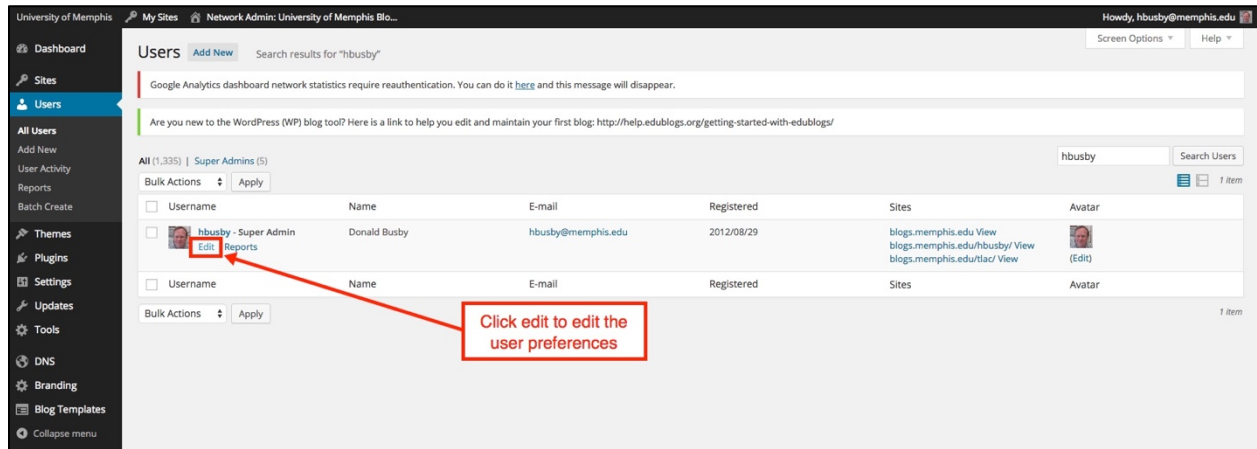 University of Memphis My Sites Network Admin: University of Memphis Blo... Howdy, hbusby@memphis.edu
Screen Options Help
Dashboard
Sites
Users
All Users
Add New
User Activity
Reports
Batch Create
Themes
Plugins
Settings
Updates
Tools
DNS
Branding
Blog Templates
Collapse menu
Users Add New Search results for "hbusby"
Google Analytics dashboard network statistics require reauthentication. You can do it here and this message will disappear.
Are you new to the WordPress (WP) blog tool? Here is a link to help you edit and maintain your first blog: http://help.edublogs.org/getting-started-with-edublogs/
All (1,335) | Super Admins (5)
hbusby Search Users
Bulk Actions Apply
1 item
Username Name E-mail Registered Sites Avatar
hbusby - Super Admin Donald Busby hbusby@memphis.edu 2012/08/29 blogs.memphis.edu View
Edit Reports blogs.memphis.edu/hbusby/ View
blogs.memphis.edu/tlac/ View (Edit)
Username Name E-mail Registered Sites Avatar
Bulk Actions Apply
1 item
Click edit to edit the
user preferences